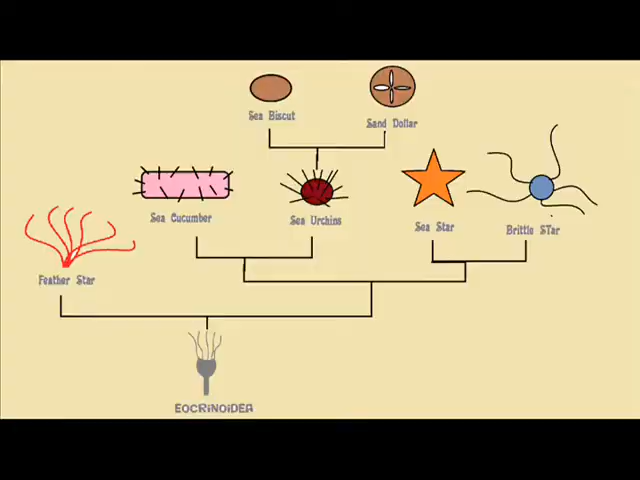 Sea Biscut
Sand Dollar
Sea Cucumber
Sea Urchins
Sea Star
Brittle STar
Feather Star
EOCRINOIDEA